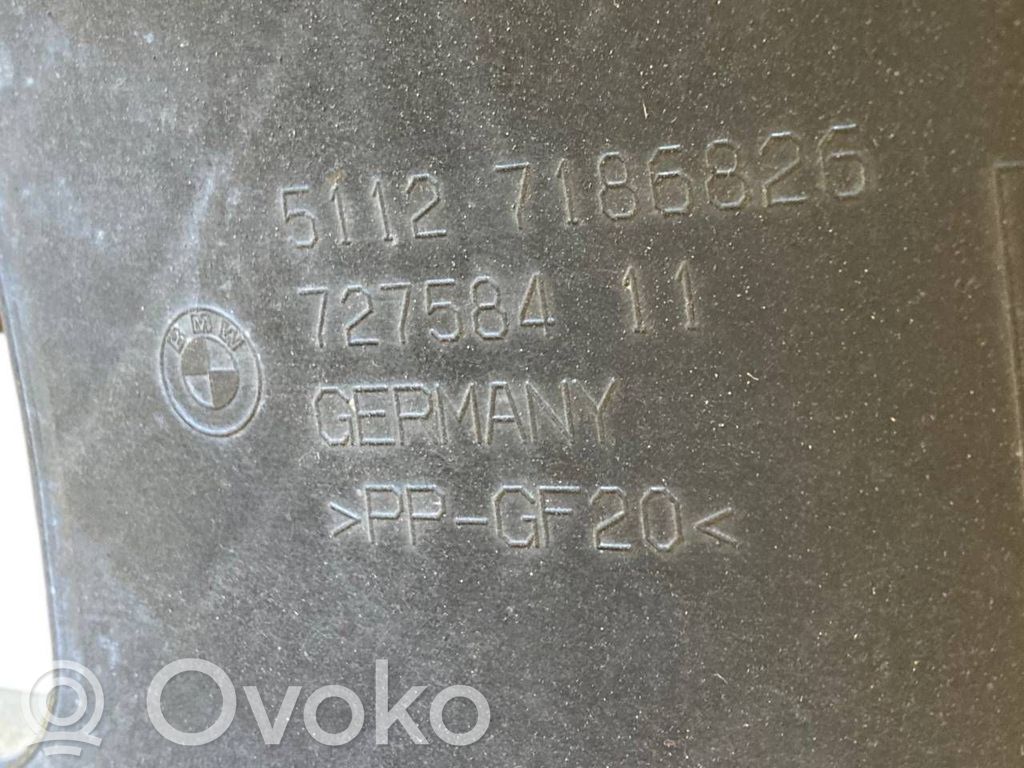 5112 7186826
727584 11
BMW
GERMANY
>PP-GF20<
Ovoko